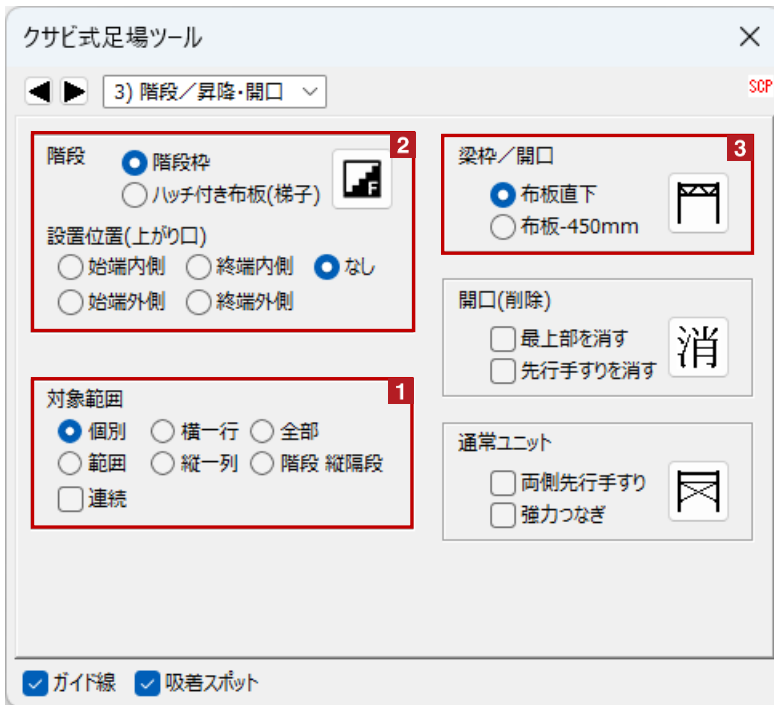 クサビ式足場ツール
3) 階段／昇降・開口
SCP
階段
2
階段枠
ハッチ付き布板(梯子)
F
設置位置(上がり口)
始端内側 終端内側 なし
始端外側 終端外側
対象範囲
1
個別 横一行 全部
範囲 縦一列 階段 縦隔段
連続
梁枠／開口
3
布板直下
布板-450mm
開口(削除)
最上部を消す
先行手すりを消す
消
通常ユニット
両側先行手すり
強力つなぎ
ガイド線 吸着スポット